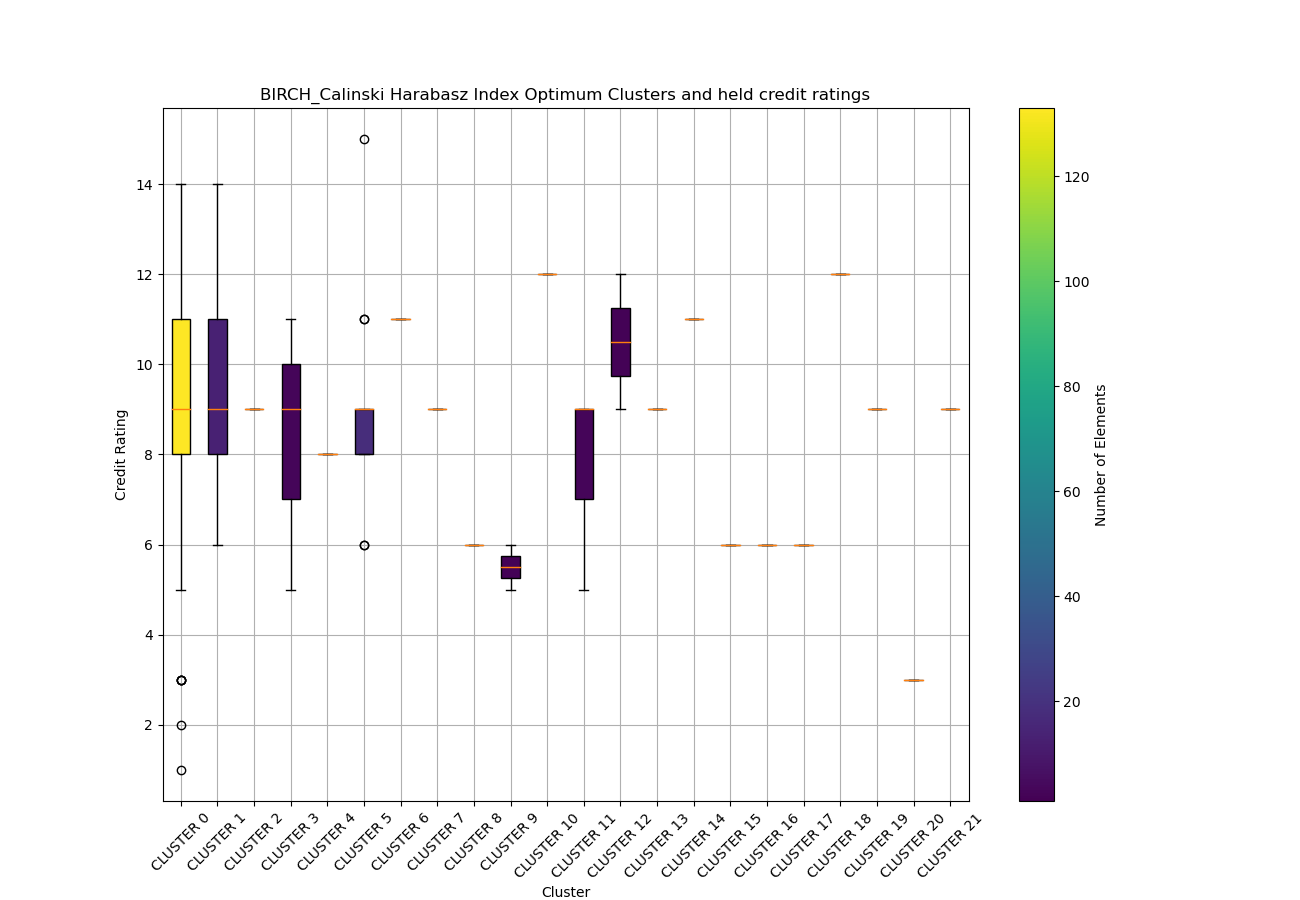 BIRCH_Calinski Harabasz Index Optimum Clusters and held credit ratings
Credit Rating
14
12
10
8
6
4
2
CLUSTER 0
CLUSTER 1
CLUSTER 2
CLUSTER 3
CLUSTER 4
CLUSTER 5
CLUSTER 6
CLUSTER 7
CLUSTER 8
CLUSTER 9
CLUSTER 10
CLUSTER 11
CLUSTER 12
CLUSTER 13
CLUSTER 14
CLUSTER 15
CLUSTER 16
CLUSTER 17
CLUSTER 18
CLUSTER 19
CLUSTER 20
CLUSTER 21
Cluster
120
100
80
60
40
20
Number of Elements